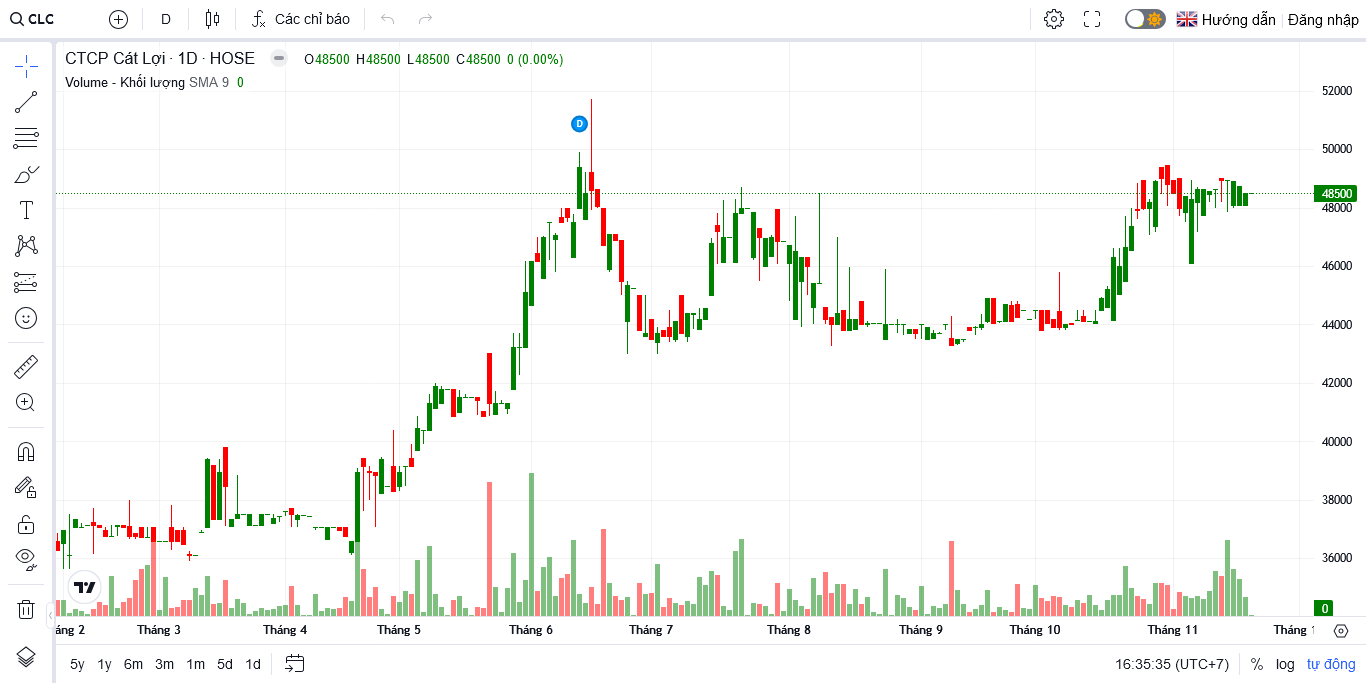 CLC
D
Các chỉ báo
Hướng dẫn
Đăng nhập
CTCP Cát Lợi · 1D · HOSE
O48500 H48500 L48500 C48500 0 (0.00%)
Volume - Khối lượng SMA 9 0
D
52000
50000
48500
48000
46000
44000
42000
40000
38000
36000
0
áng 2
Tháng 3
Tháng 4
Tháng 5
Tháng 6
Tháng 7
Tháng 8
Tháng 9
Tháng 10
Tháng 11
Tháng 1
5y 1y 6m 3m 1m 5d 1d
16:35:35 (UTC+7)
% log tự động